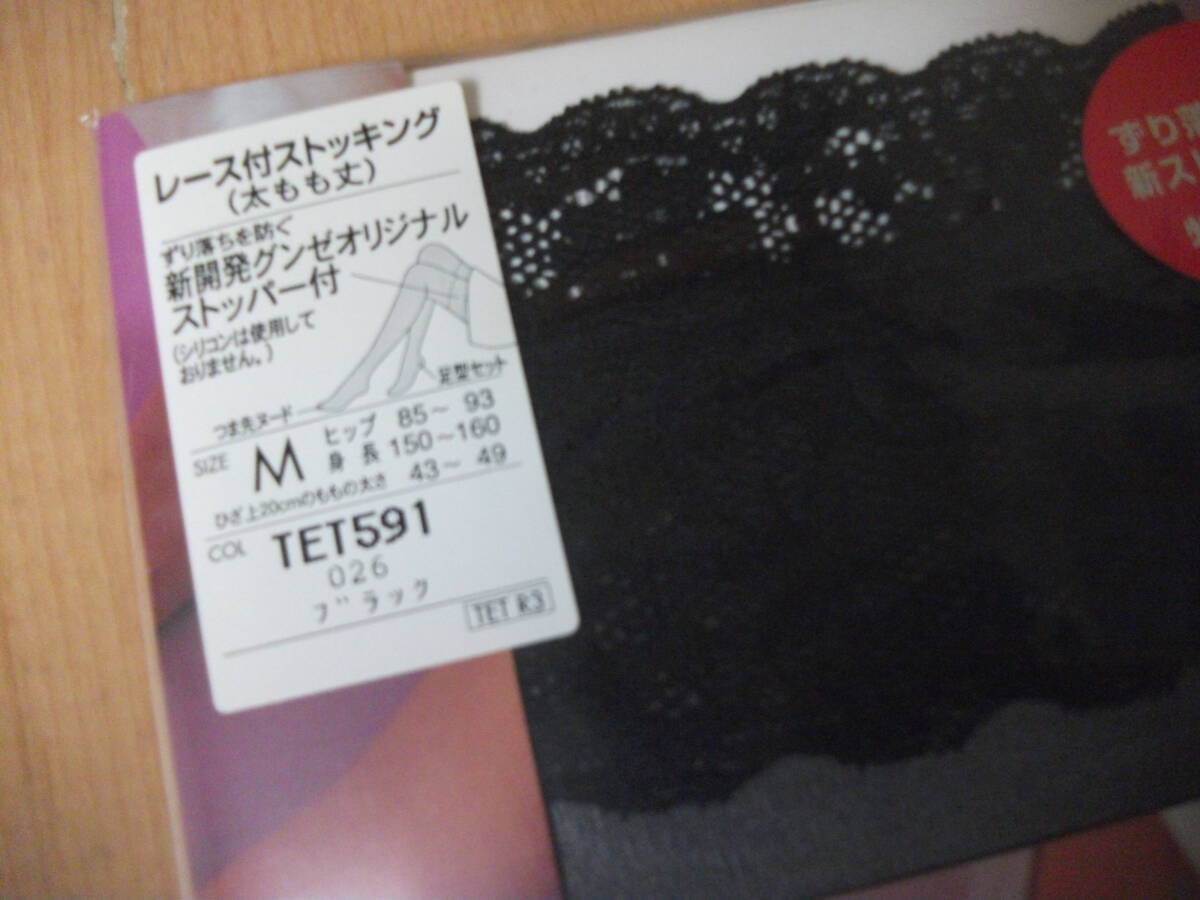 レース付ストッキング
(太もも丈)
ずり落ちを防ぐ
新開発グンゼオリジナル
ストッパー付
(シリコンは使用して
おりません。)
足型セット
つま先ヌード
SIZE M ヒップ 85～93
身長 150～160
ひざ上20cmのももの太さ 43～49
COL TET591
026
ブラック
TET R3
ずり
新ス